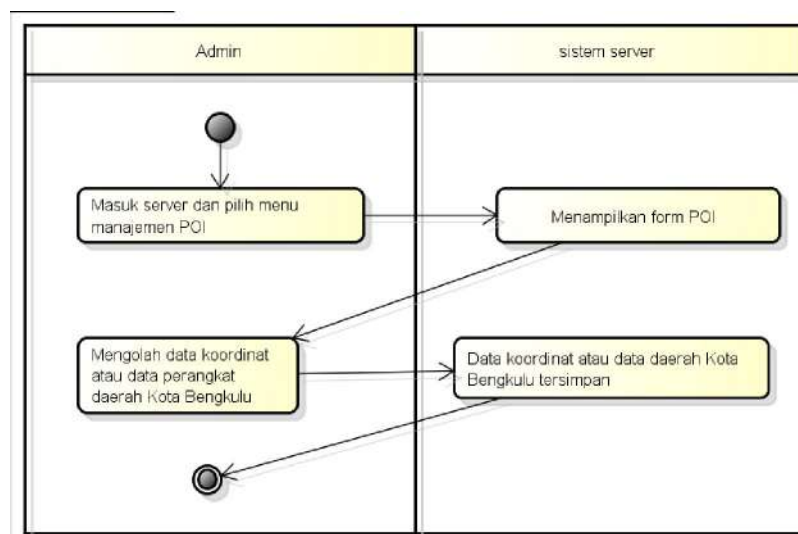 Admin
sistem server
Masuk server dan pilih menu
manajemen POI
Menampilkan form POI
Mengolah data koordinat
atau data perangkat
daerah Kota Bengkulu
Data koordinat atau data daerah Kota
Bengkulu tersimpan